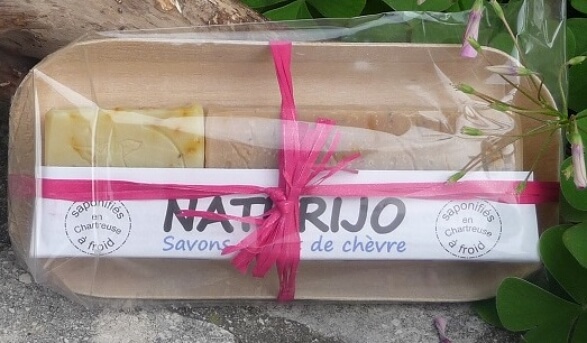 saponifiés
en
Chartreuse
à froid
NAT RIJO
Savons de chèvre
saponifiés
en
Chartreuse
à froid